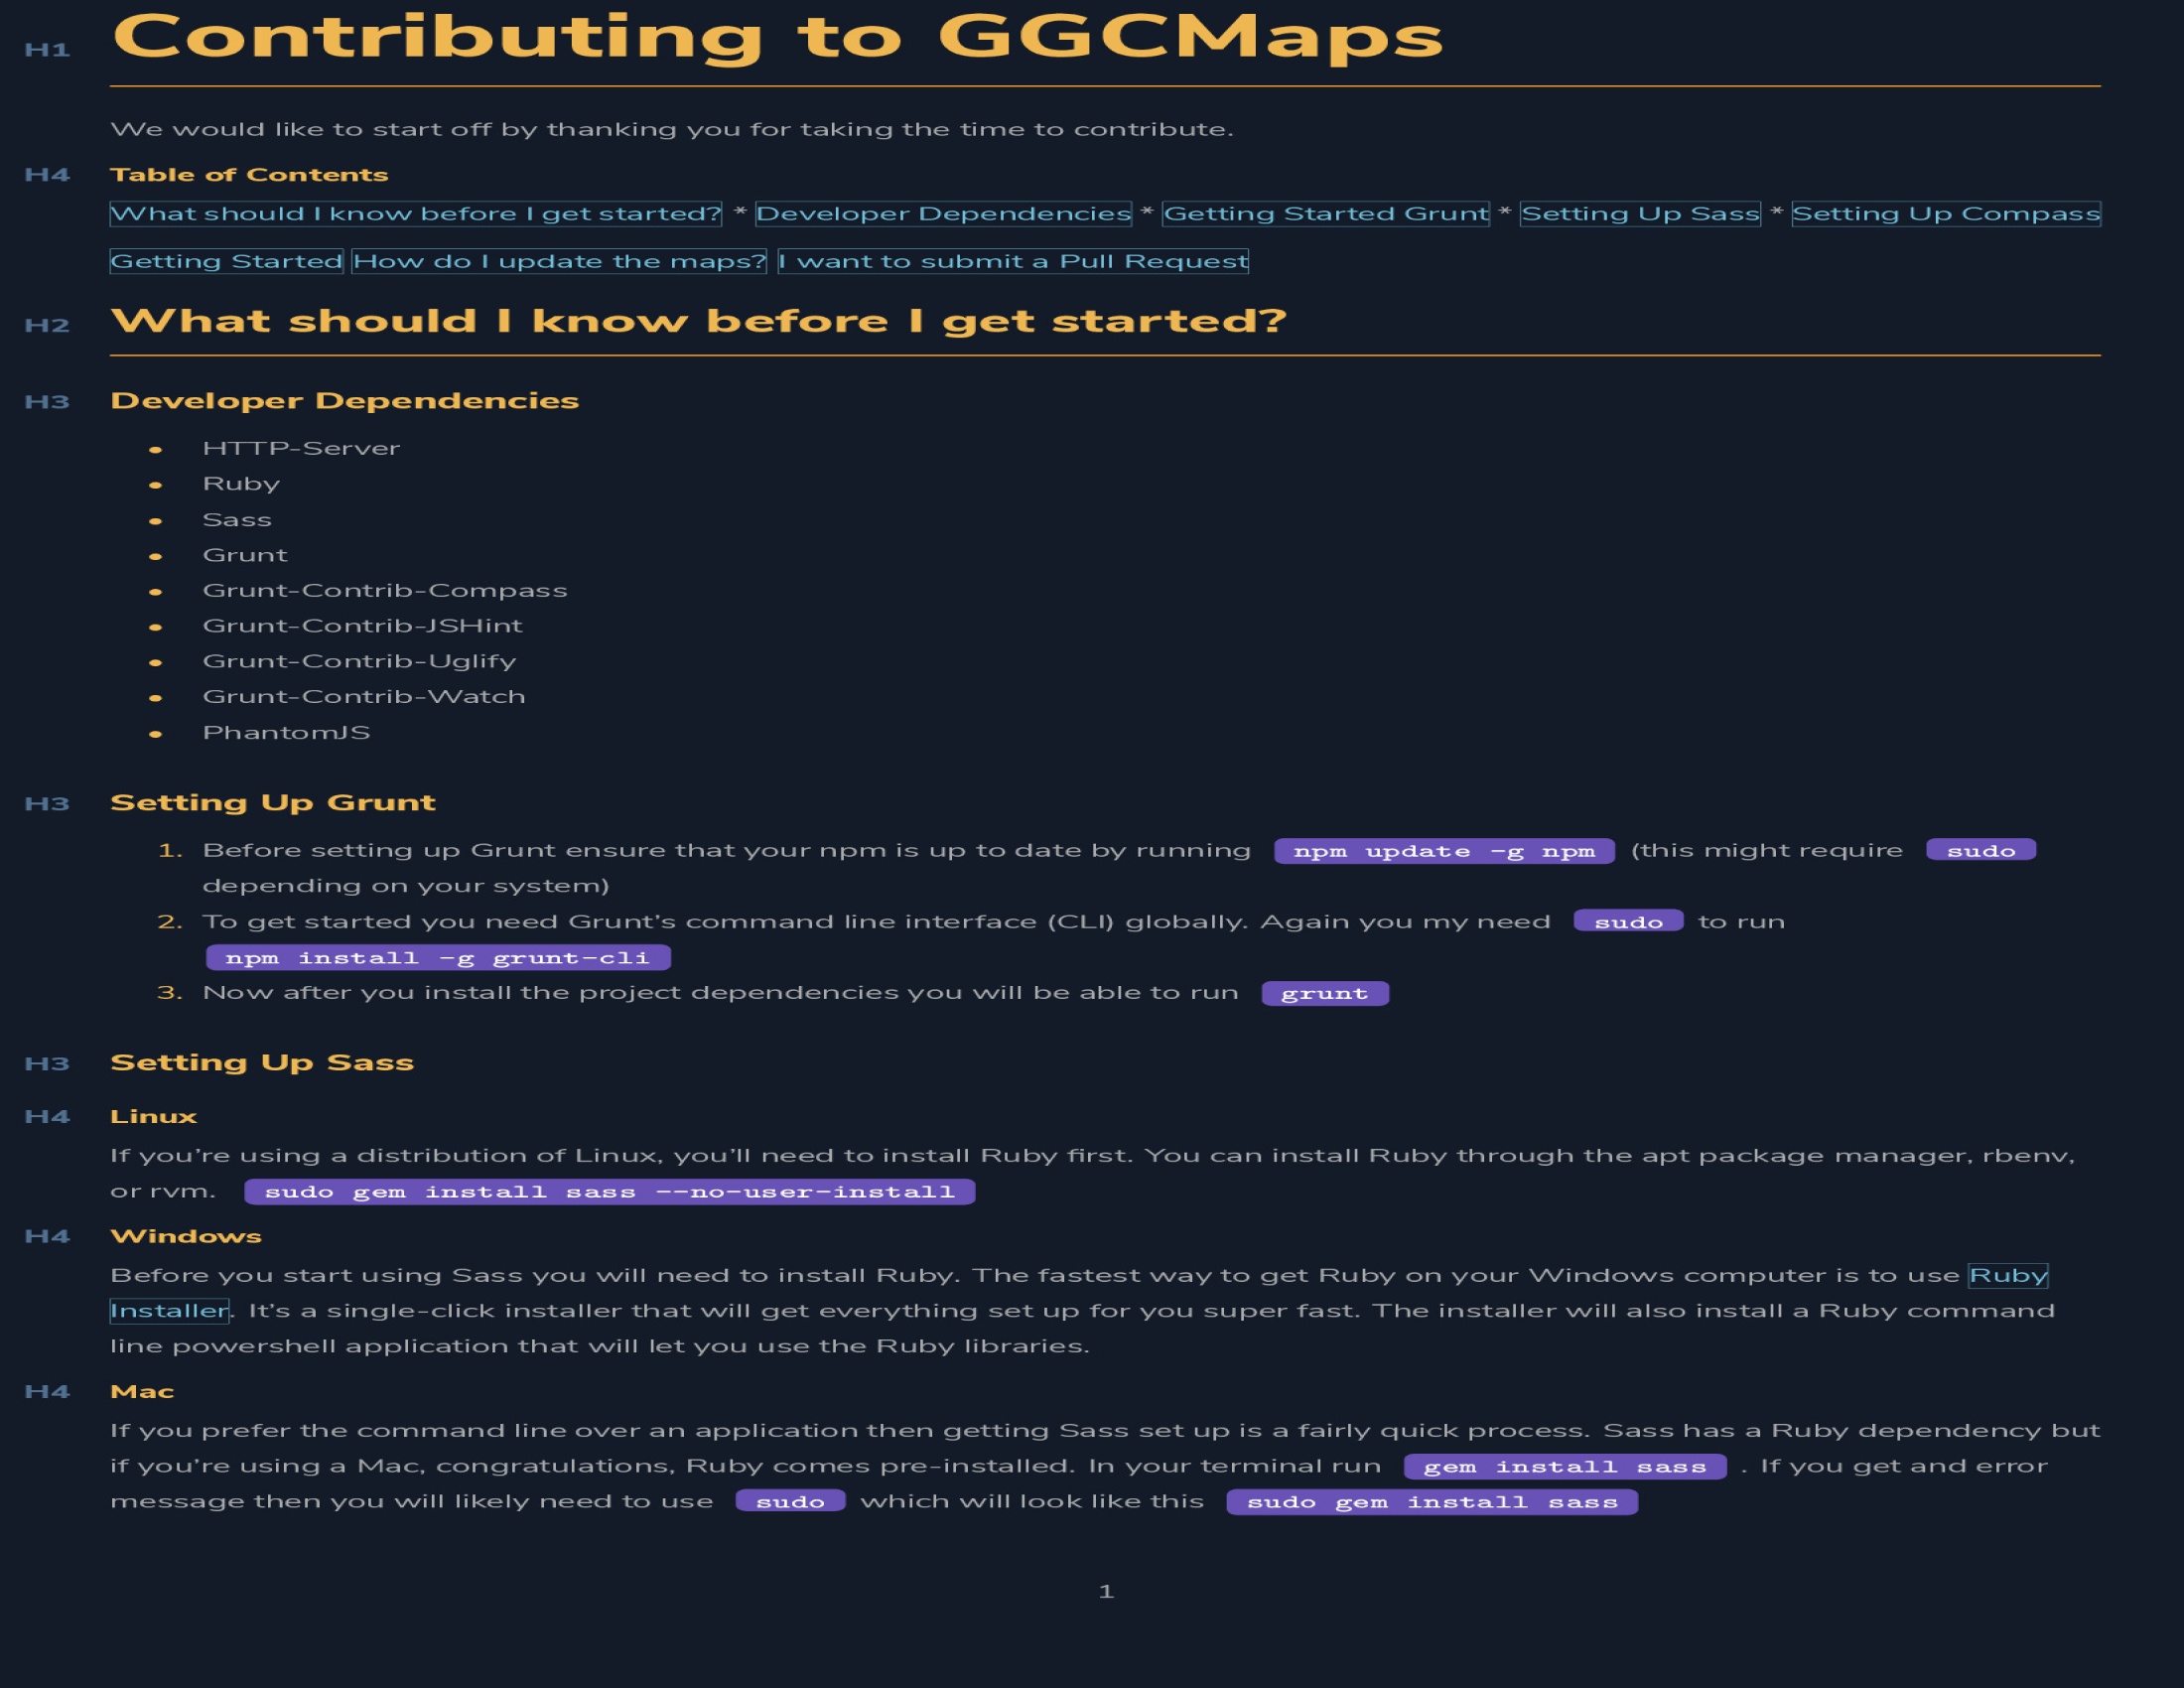 H1 Contributing to GGCMaps
We would like to start off by thanking you for taking the time to contribute.
H4 Table of Contents
What should I know before I get started? * Developer Dependencies * Getting Started Grunt * Setting Up Sass * Setting Up Compass
Getting Started How do I update the maps? I want to submit a Pull Request
H2 What should I know before I get started?
H3 Developer Dependencies
• HTTP-Server
• Ruby
• Sass
• Grunt
• Grunt-Contrib-Compass
• Grunt-Contrib-JSHint
• Grunt-Contrib-Uglify
• Grunt-Contrib-Watch
• PhantomJS
H3 Setting Up Grunt
1. Before setting up Grunt ensure that your npm is up to date by running npm update -g npm (this might require sudo
depending on your system)
2. To get started you need Grunt’s command line interface (CLI) globally. Again you my need sudo to run
npm install -g grunt-cli
3. Now after you install the project dependencies you will be able to run grunt
H3 Setting Up Sass
H4 Linux
If you’re using a distribution of Linux, you’ll need to install Ruby first. You can install Ruby through the apt package manager, rbenv,
or rvm. sudo gem install sass --no-user-install
H4 Windows
Before you start using Sass you will need to install Ruby. The fastest way to get Ruby on your Windows computer is to use Ruby
Installer. It’s a single-click installer that will get everything set up for you super fast. The installer will also install a Ruby command
line powershell application that will let you use the Ruby libraries.
H4 Mac
If you prefer the command line over an application then getting Sass set up is a fairly quick process. Sass has a Ruby dependency but
if you’re using a Mac, congratulations, Ruby comes pre-installed. In your terminal run gem install sass . If you get and error
message then you will likely need to use sudo which will look like this sudo gem install sass
1